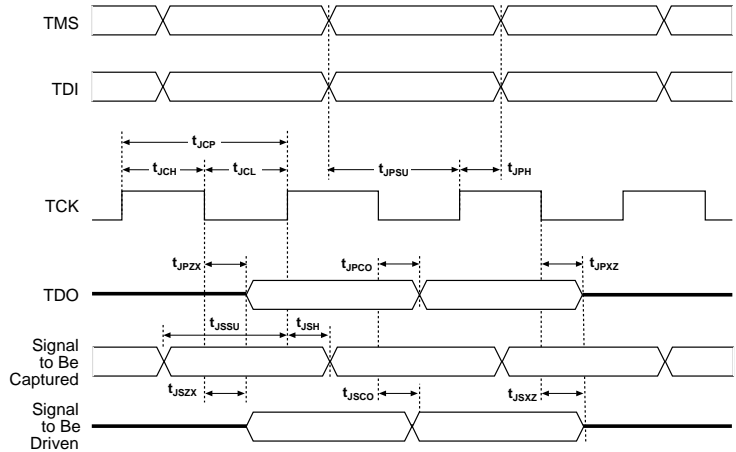 TMS
TDI
tJCP
tJCH
tJCL
tJPSU
tJPH
TCK
tJPZX
tJPCO
tJPXZ
TDO
tJSSU
tJSH
Signal
to Be
Captured
tJSZX
tJSCO
tJSXZ
Signal
to Be
Driven